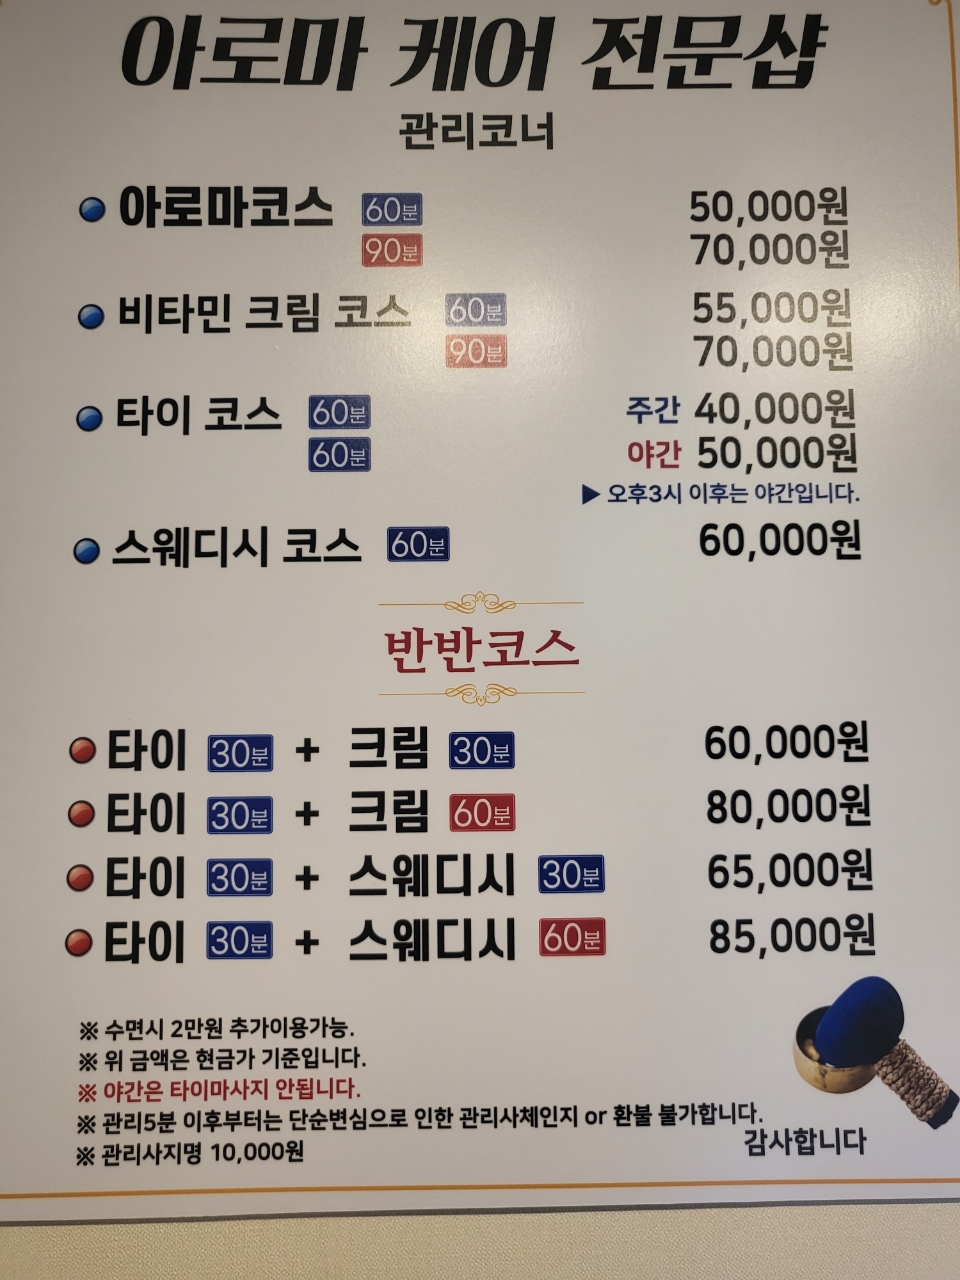 아로마 케어 전문샵
관리코너
아로마코스 60분 50,000원
90분 70,000원
비타민 크림 코스 60분 55,000원
90분 70,000원
타이 코스 60분 주간 40,000원
60분 야간 50,000원
▶ 오후3시 이후는 야간입니다.
스웨디시 코스 60분 60,000원
반반코스
타이 30분 + 크림 30분 60,000원
타이 30분 + 크림 60분 80,000원
타이 30분 + 스웨디시 30분 65,000원
타이 30분 + 스웨디시 60분 85,000원
※ 수면시 2만원 추가이용가능.
※ 위 금액은 현금가 기준입니다.
※ 야간은 타이마사지 안됩니다.
※ 관리5분 이후부터는 단순변심으로 인한 관리사체인지 or 환불 불가합니다.
※ 관리사지명 10,000원
감사합니다